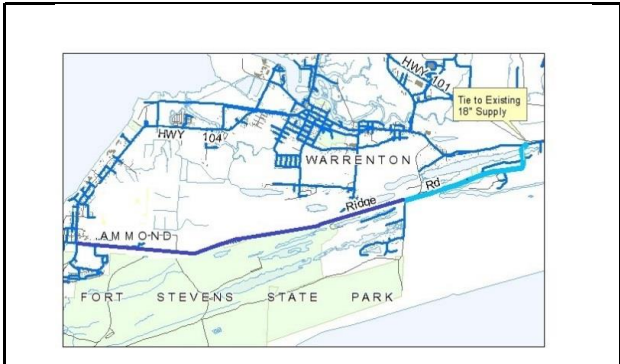 HWY 101
Tie to Existing
18" Supply
HWY 104
WARRENTON
Ridge Rd
AMMOND
FORT STEVENS STATE PARK